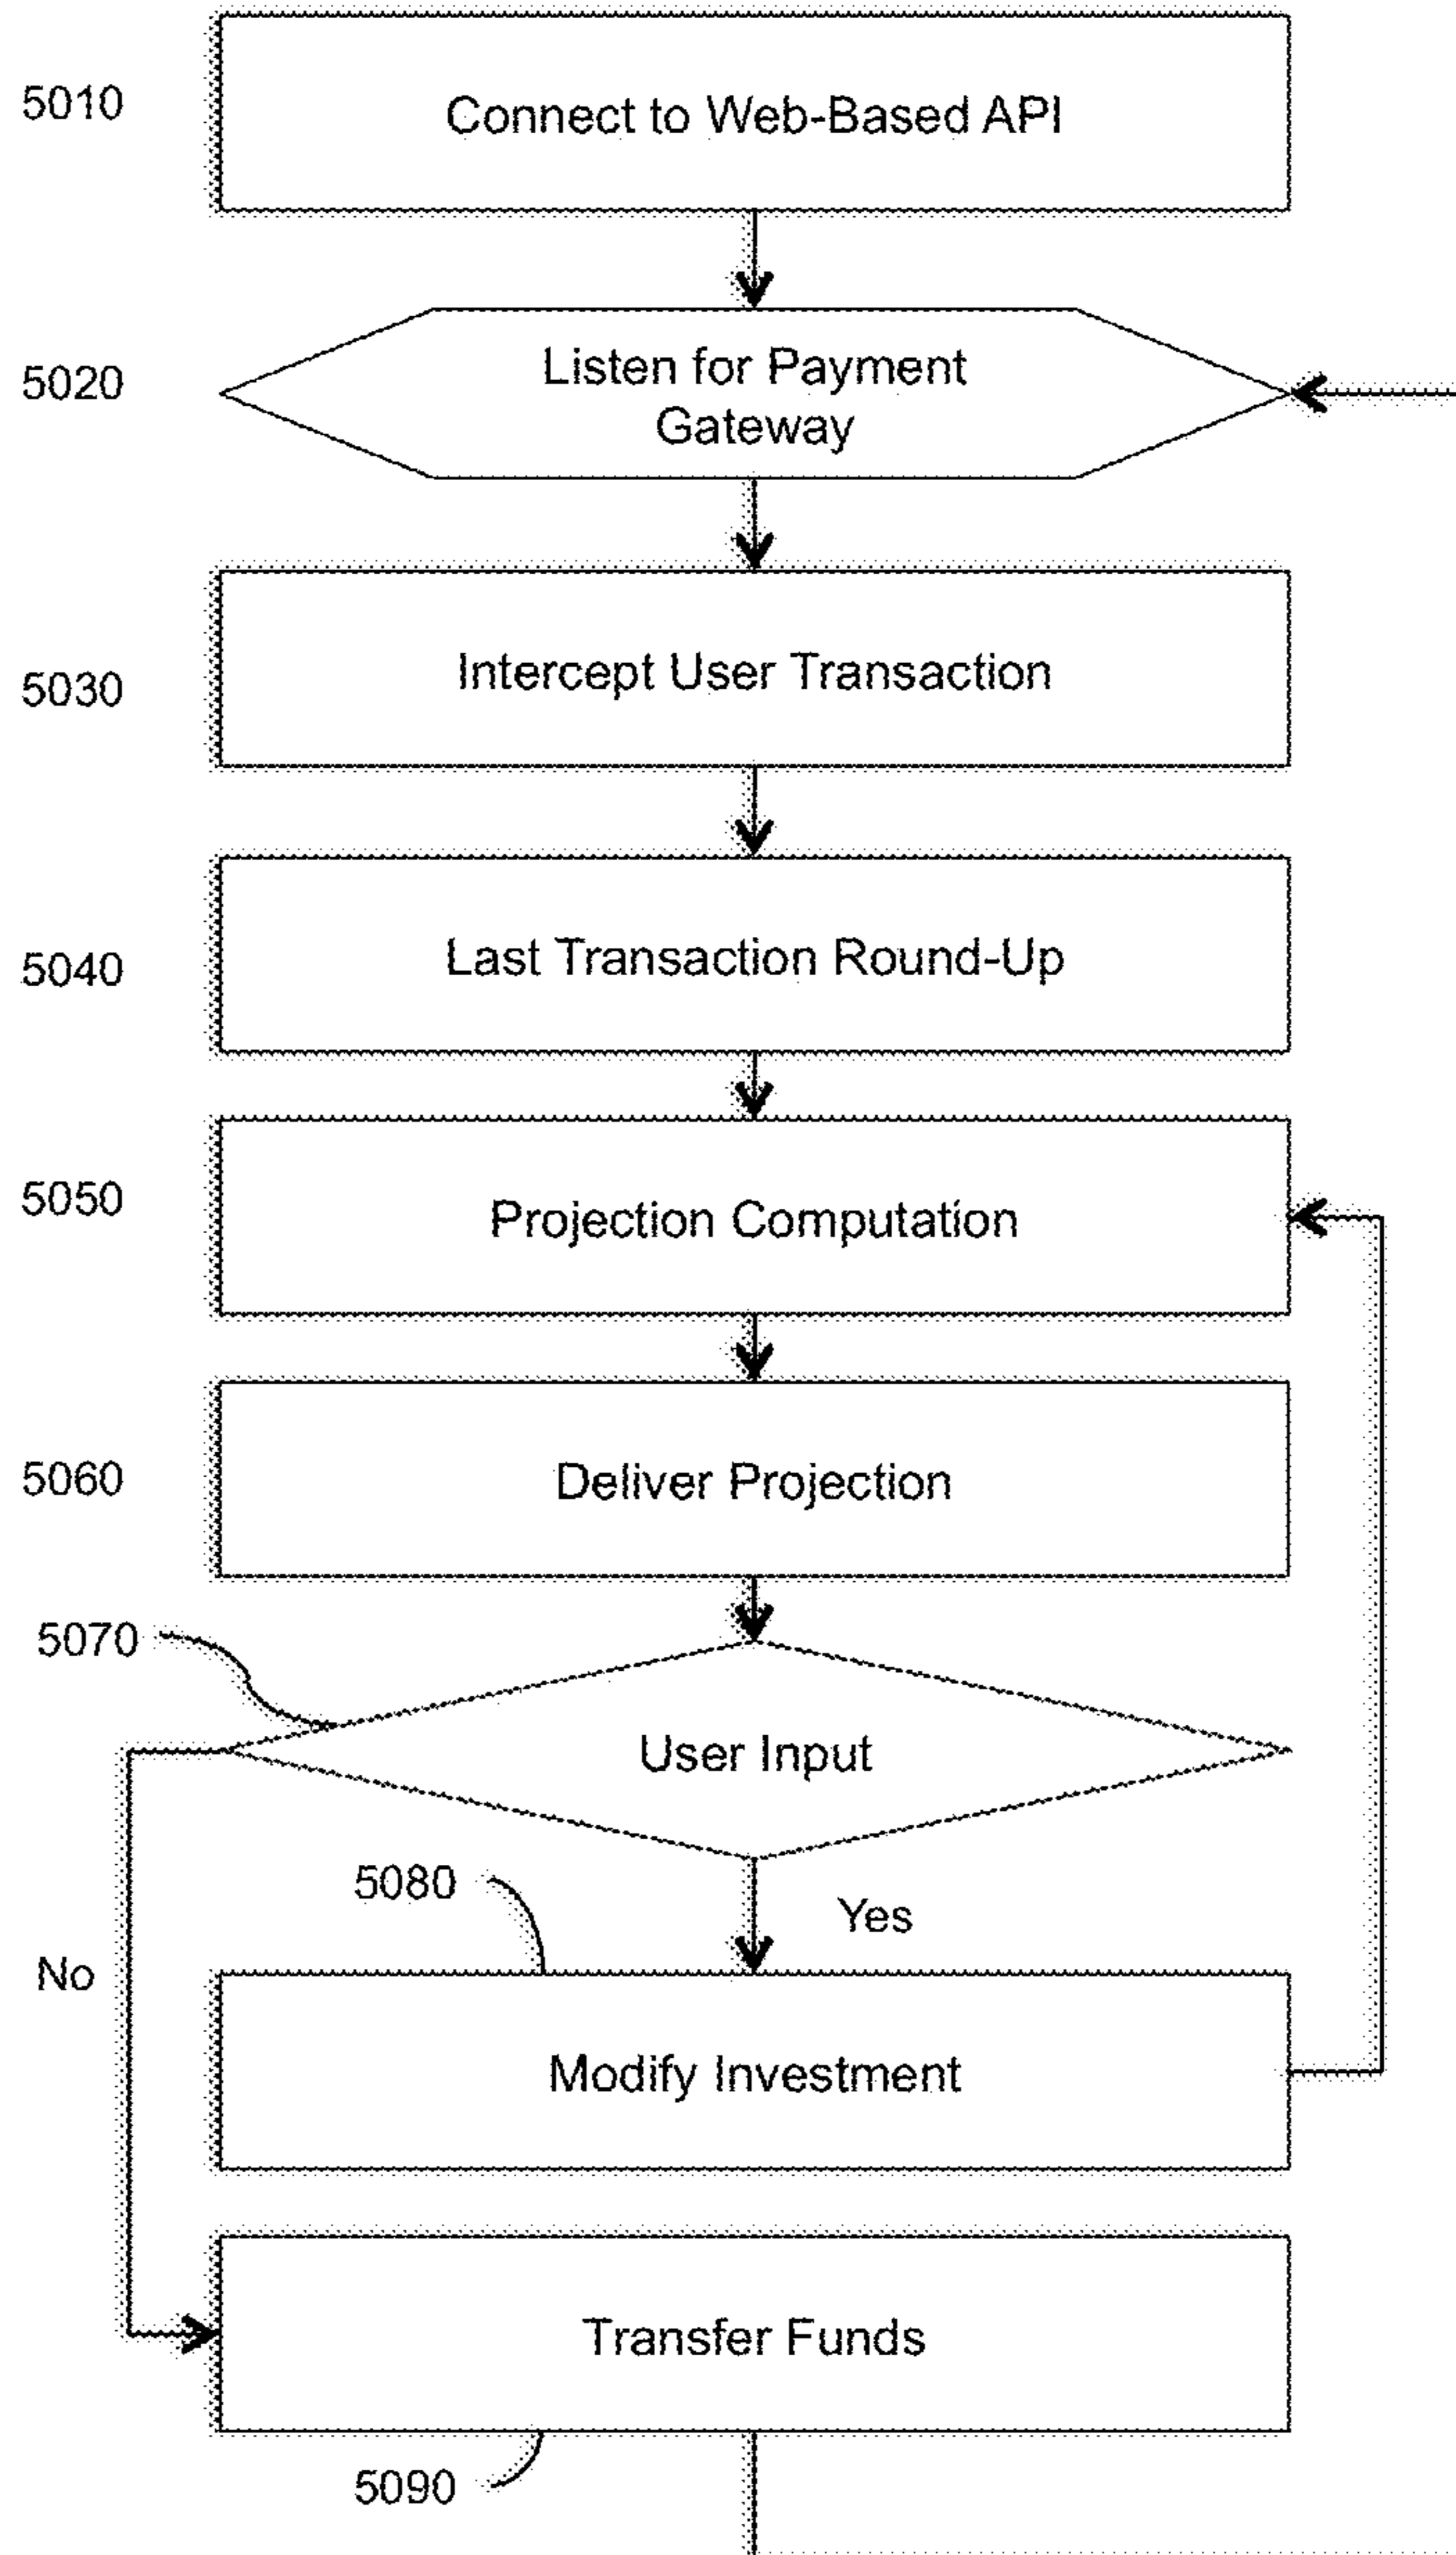 5010
Connect to Web-Based API
5020
Listen for Payment
Gateway
5030
Intercept User Transaction
5040
Last Transaction Round-Up
5050
Projection Computation
5060
Deliver Projection
5070
User Input
5080
Yes
No
Modify Investment
Transfer Funds
5090